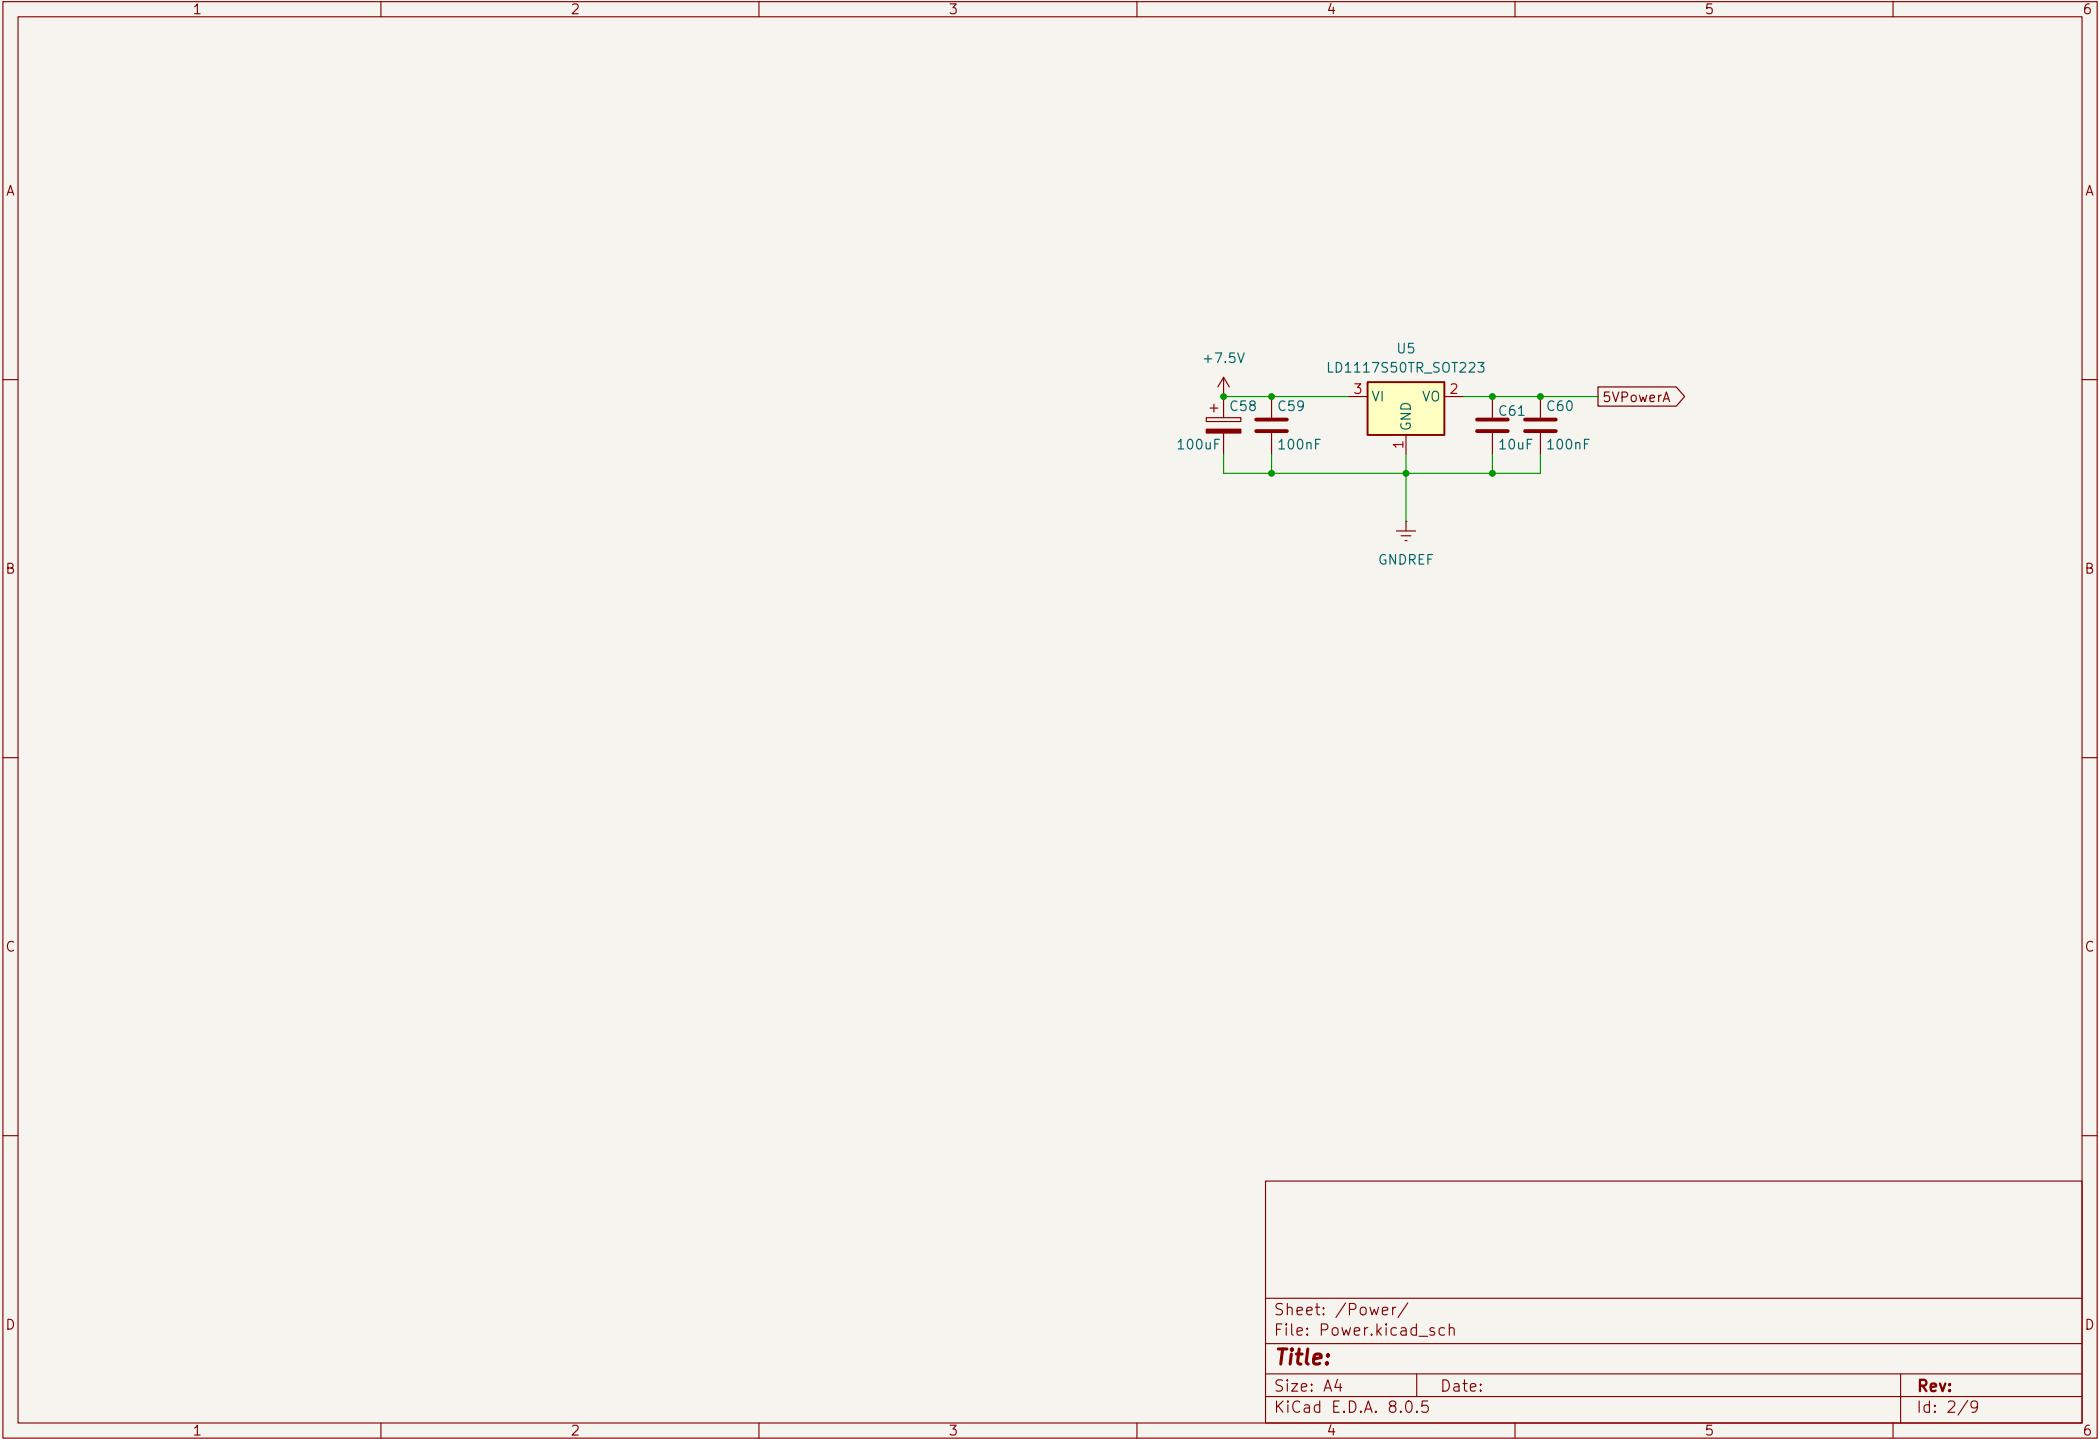 1 2 3 4 5 6
A A
U5
+7.5V
LD1117S50TR_SOT223
3 VI VO 2
5VPowerA
+ C58 C59
GND
C61 C60
100uF 100nF
1
10uF 100nF
GNDREF
B B
C C
Sheet: /Power/
File: Power.kicad_sch
D D
Title:
Size: A4 Date: Rev:
KiCad E.D.A. 8.0.5 Id: 2/9
1 2 3 4 5 6